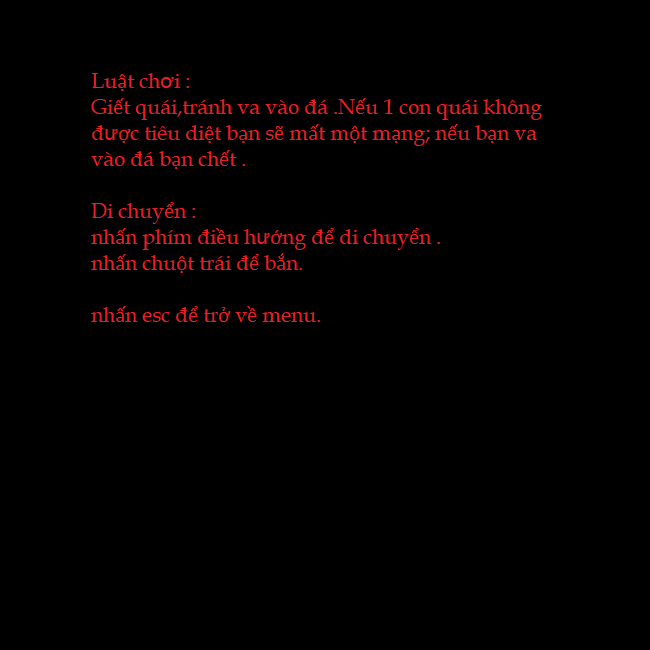 Luật chơi :
Giết quái,tránh va vào đá .Nếu 1 con quái không
được tiêu diệt bạn sẽ mất một mạng; nếu bạn va
vào đá bạn chết .
Di chuyển :
nhấn phím điều hướng để di chuyển .
nhấn chuột trái để bắn.
nhấn esc để trở về menu.